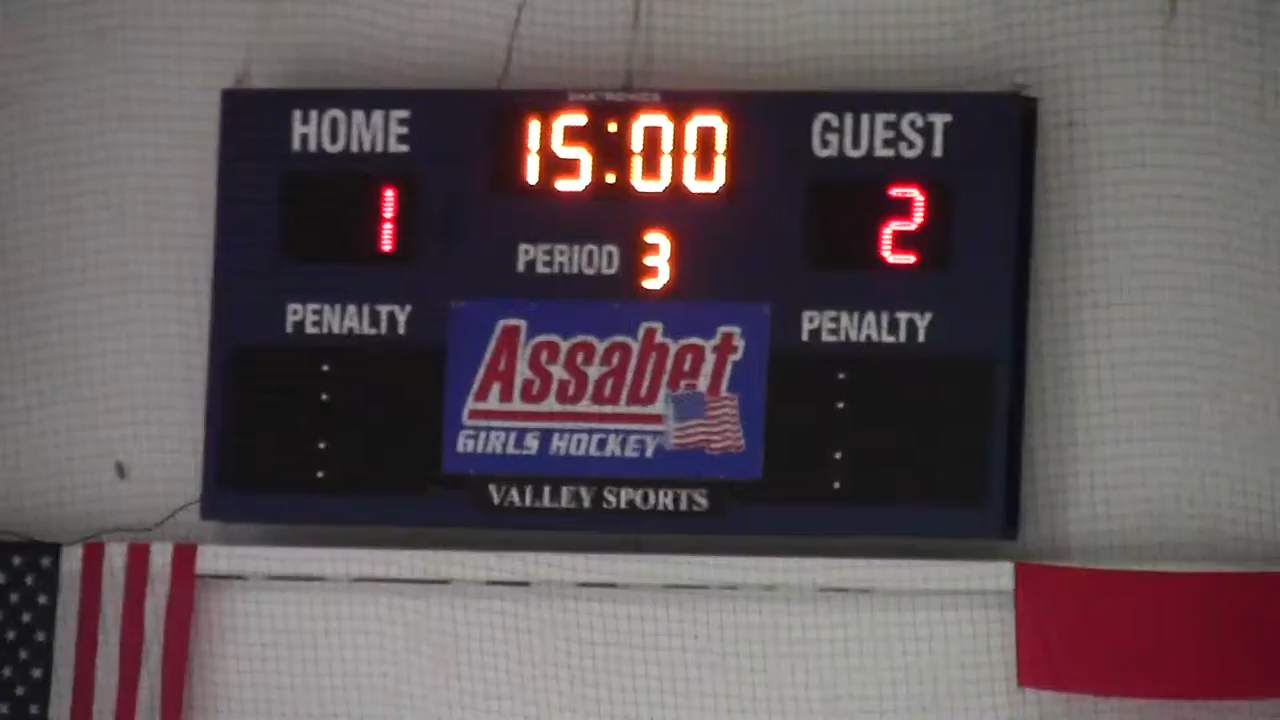 HOME
15:00
GUEST
1
2
PERIOD 3
PENALTY
PENALTY
Assabet
GIRLS HOCKEY
VALLEY SPORTS